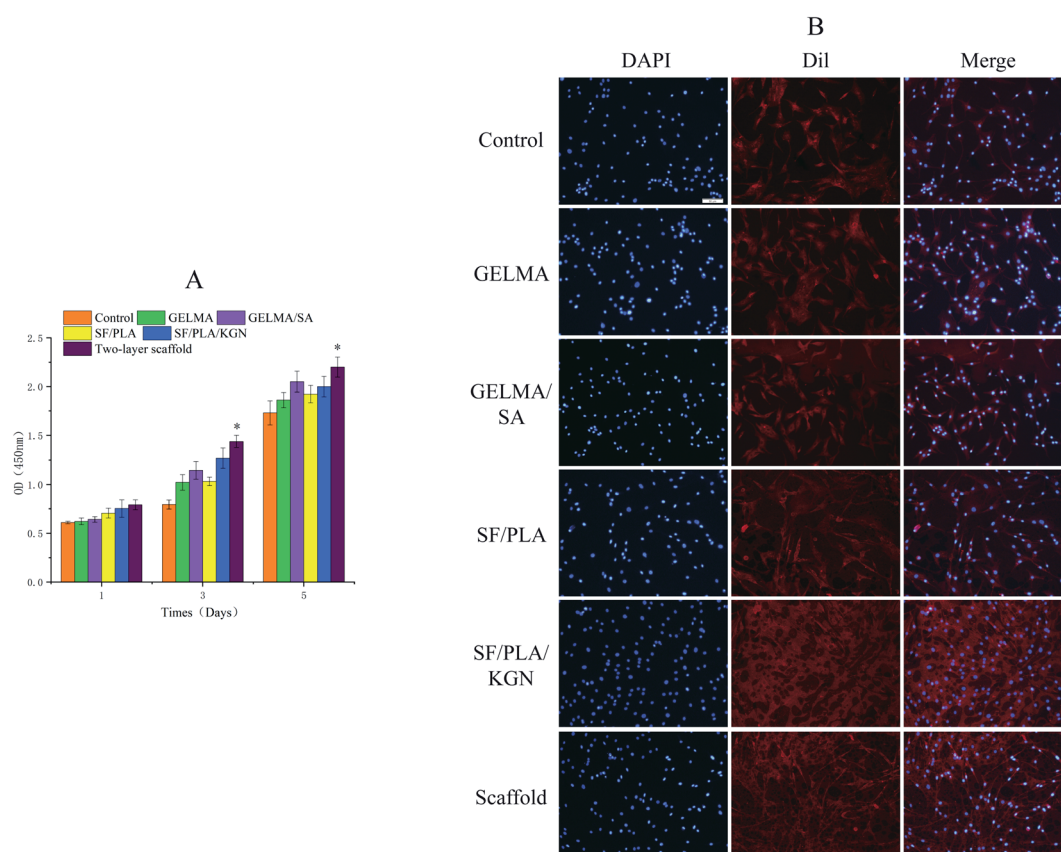 A
Control GELMA GELMA/SA
SF/PLA SF/PLA/KGN
Two-layer scaffold
OD (450nm)
2.5
2.0
1.5
1.0
0.5
0.0
*
*
1 3 5
Times (Days)
B
DAPI Dil Merge
Control
GELMA
GELMA/
SA
SF/PLA
SF/PLA/
KGN
Scaffold